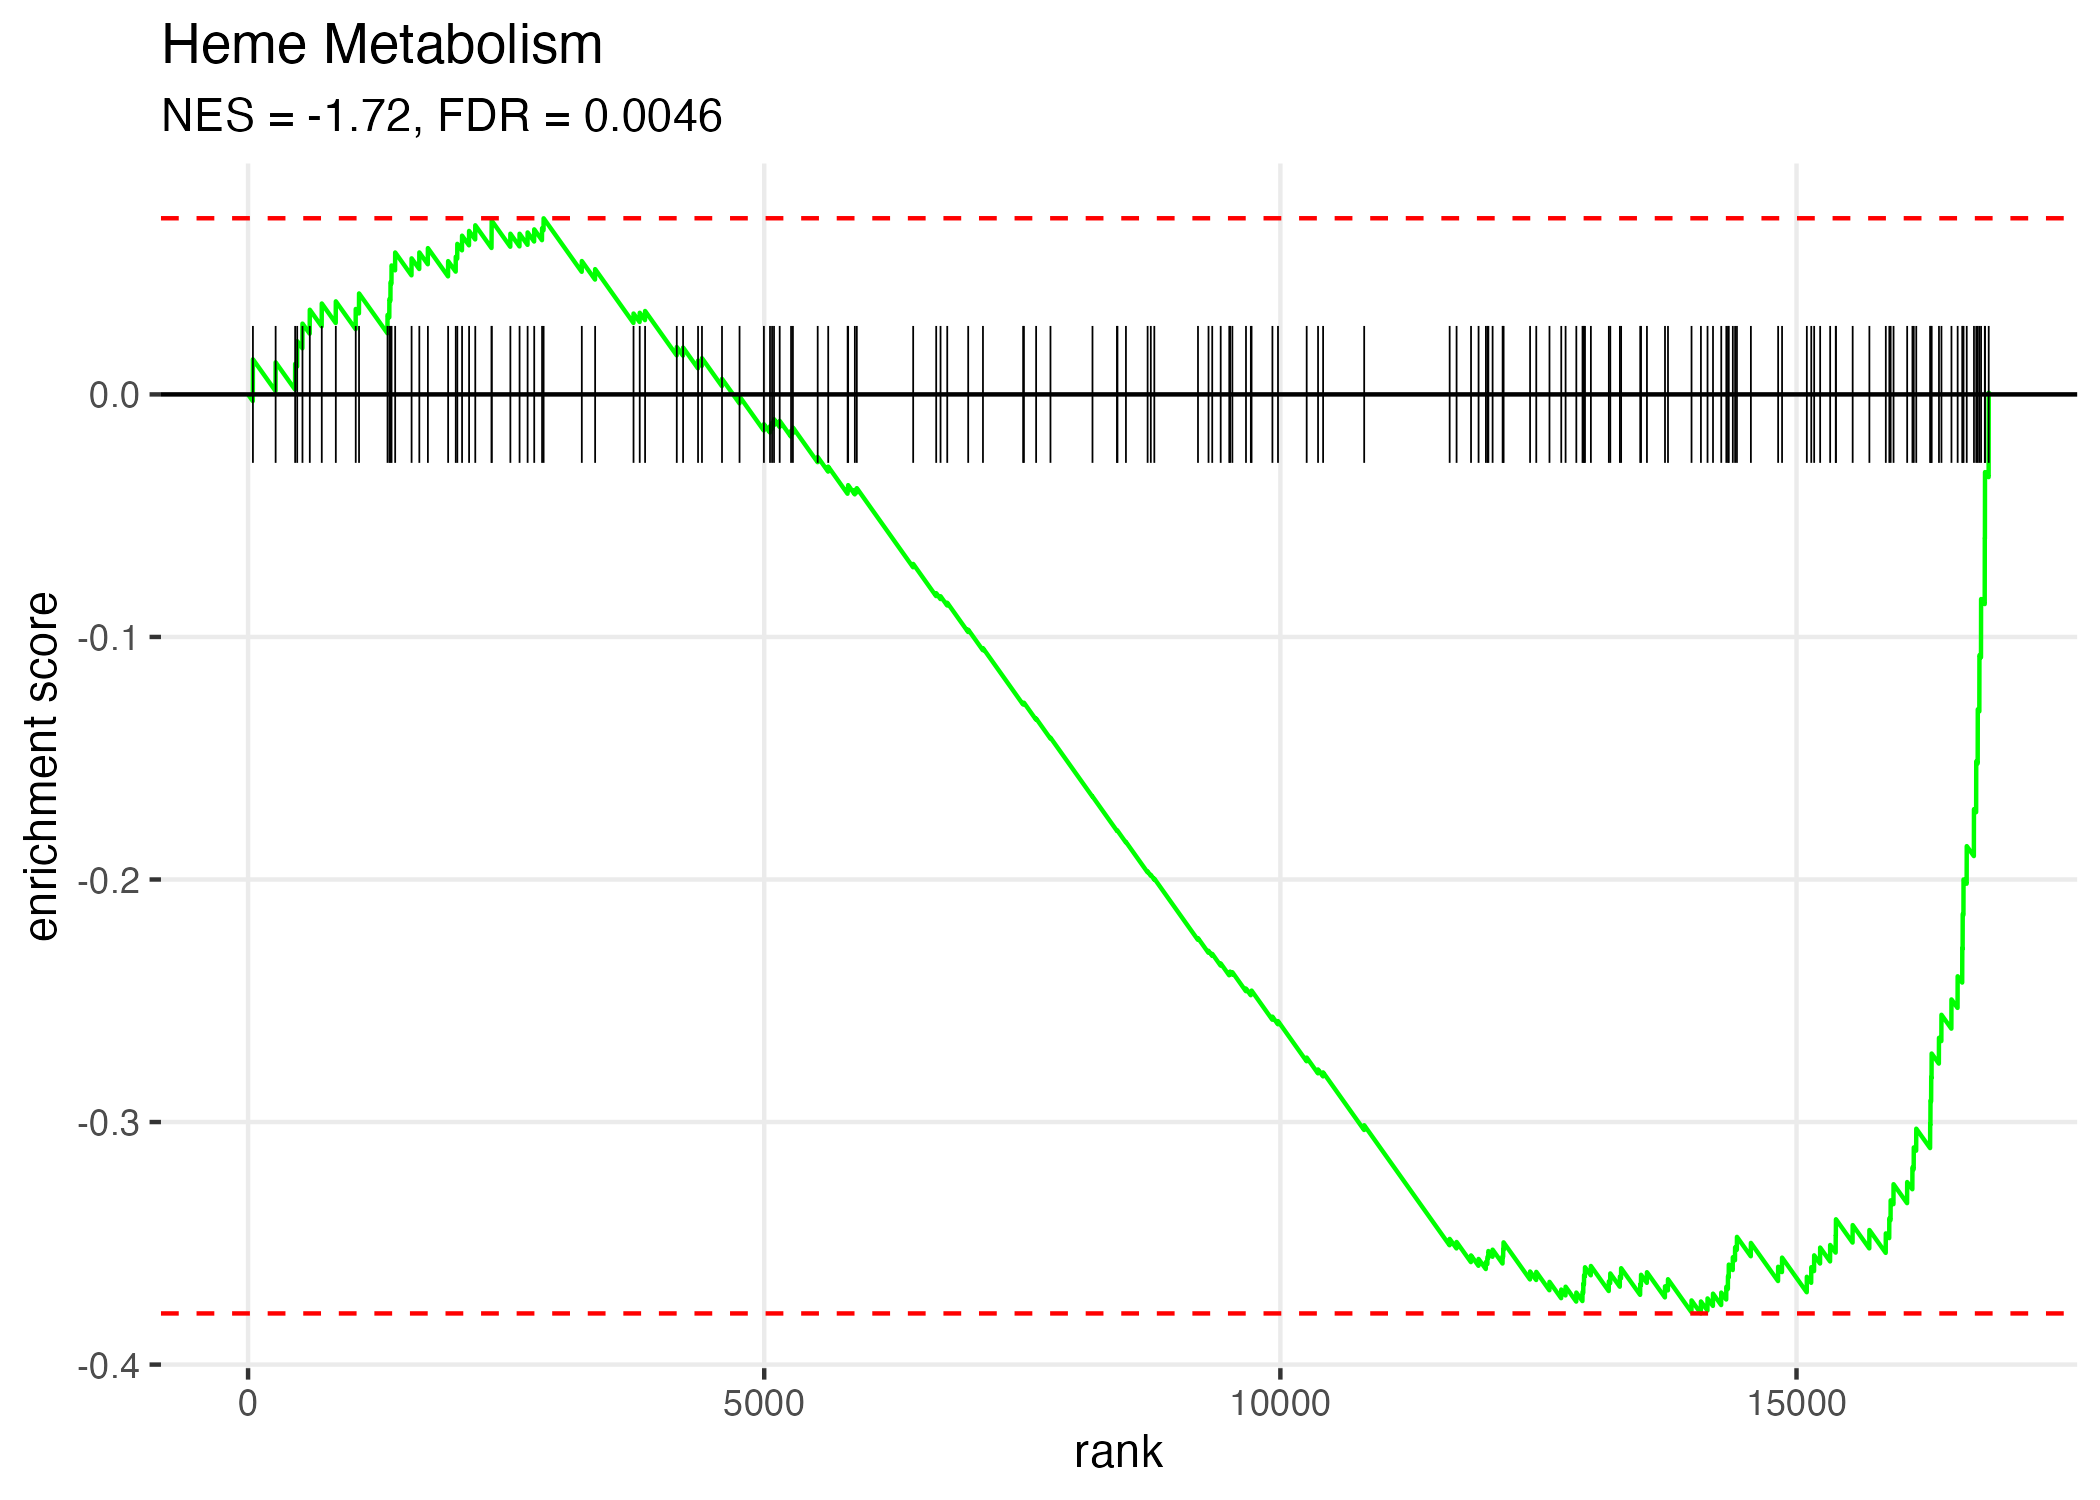 Heme Metabolism
NES = -1.72, FDR = 0.0046
enrichment score
0.0
-0.1
-0.2
-0.3
-0.4
0 5000 10000 15000
rank